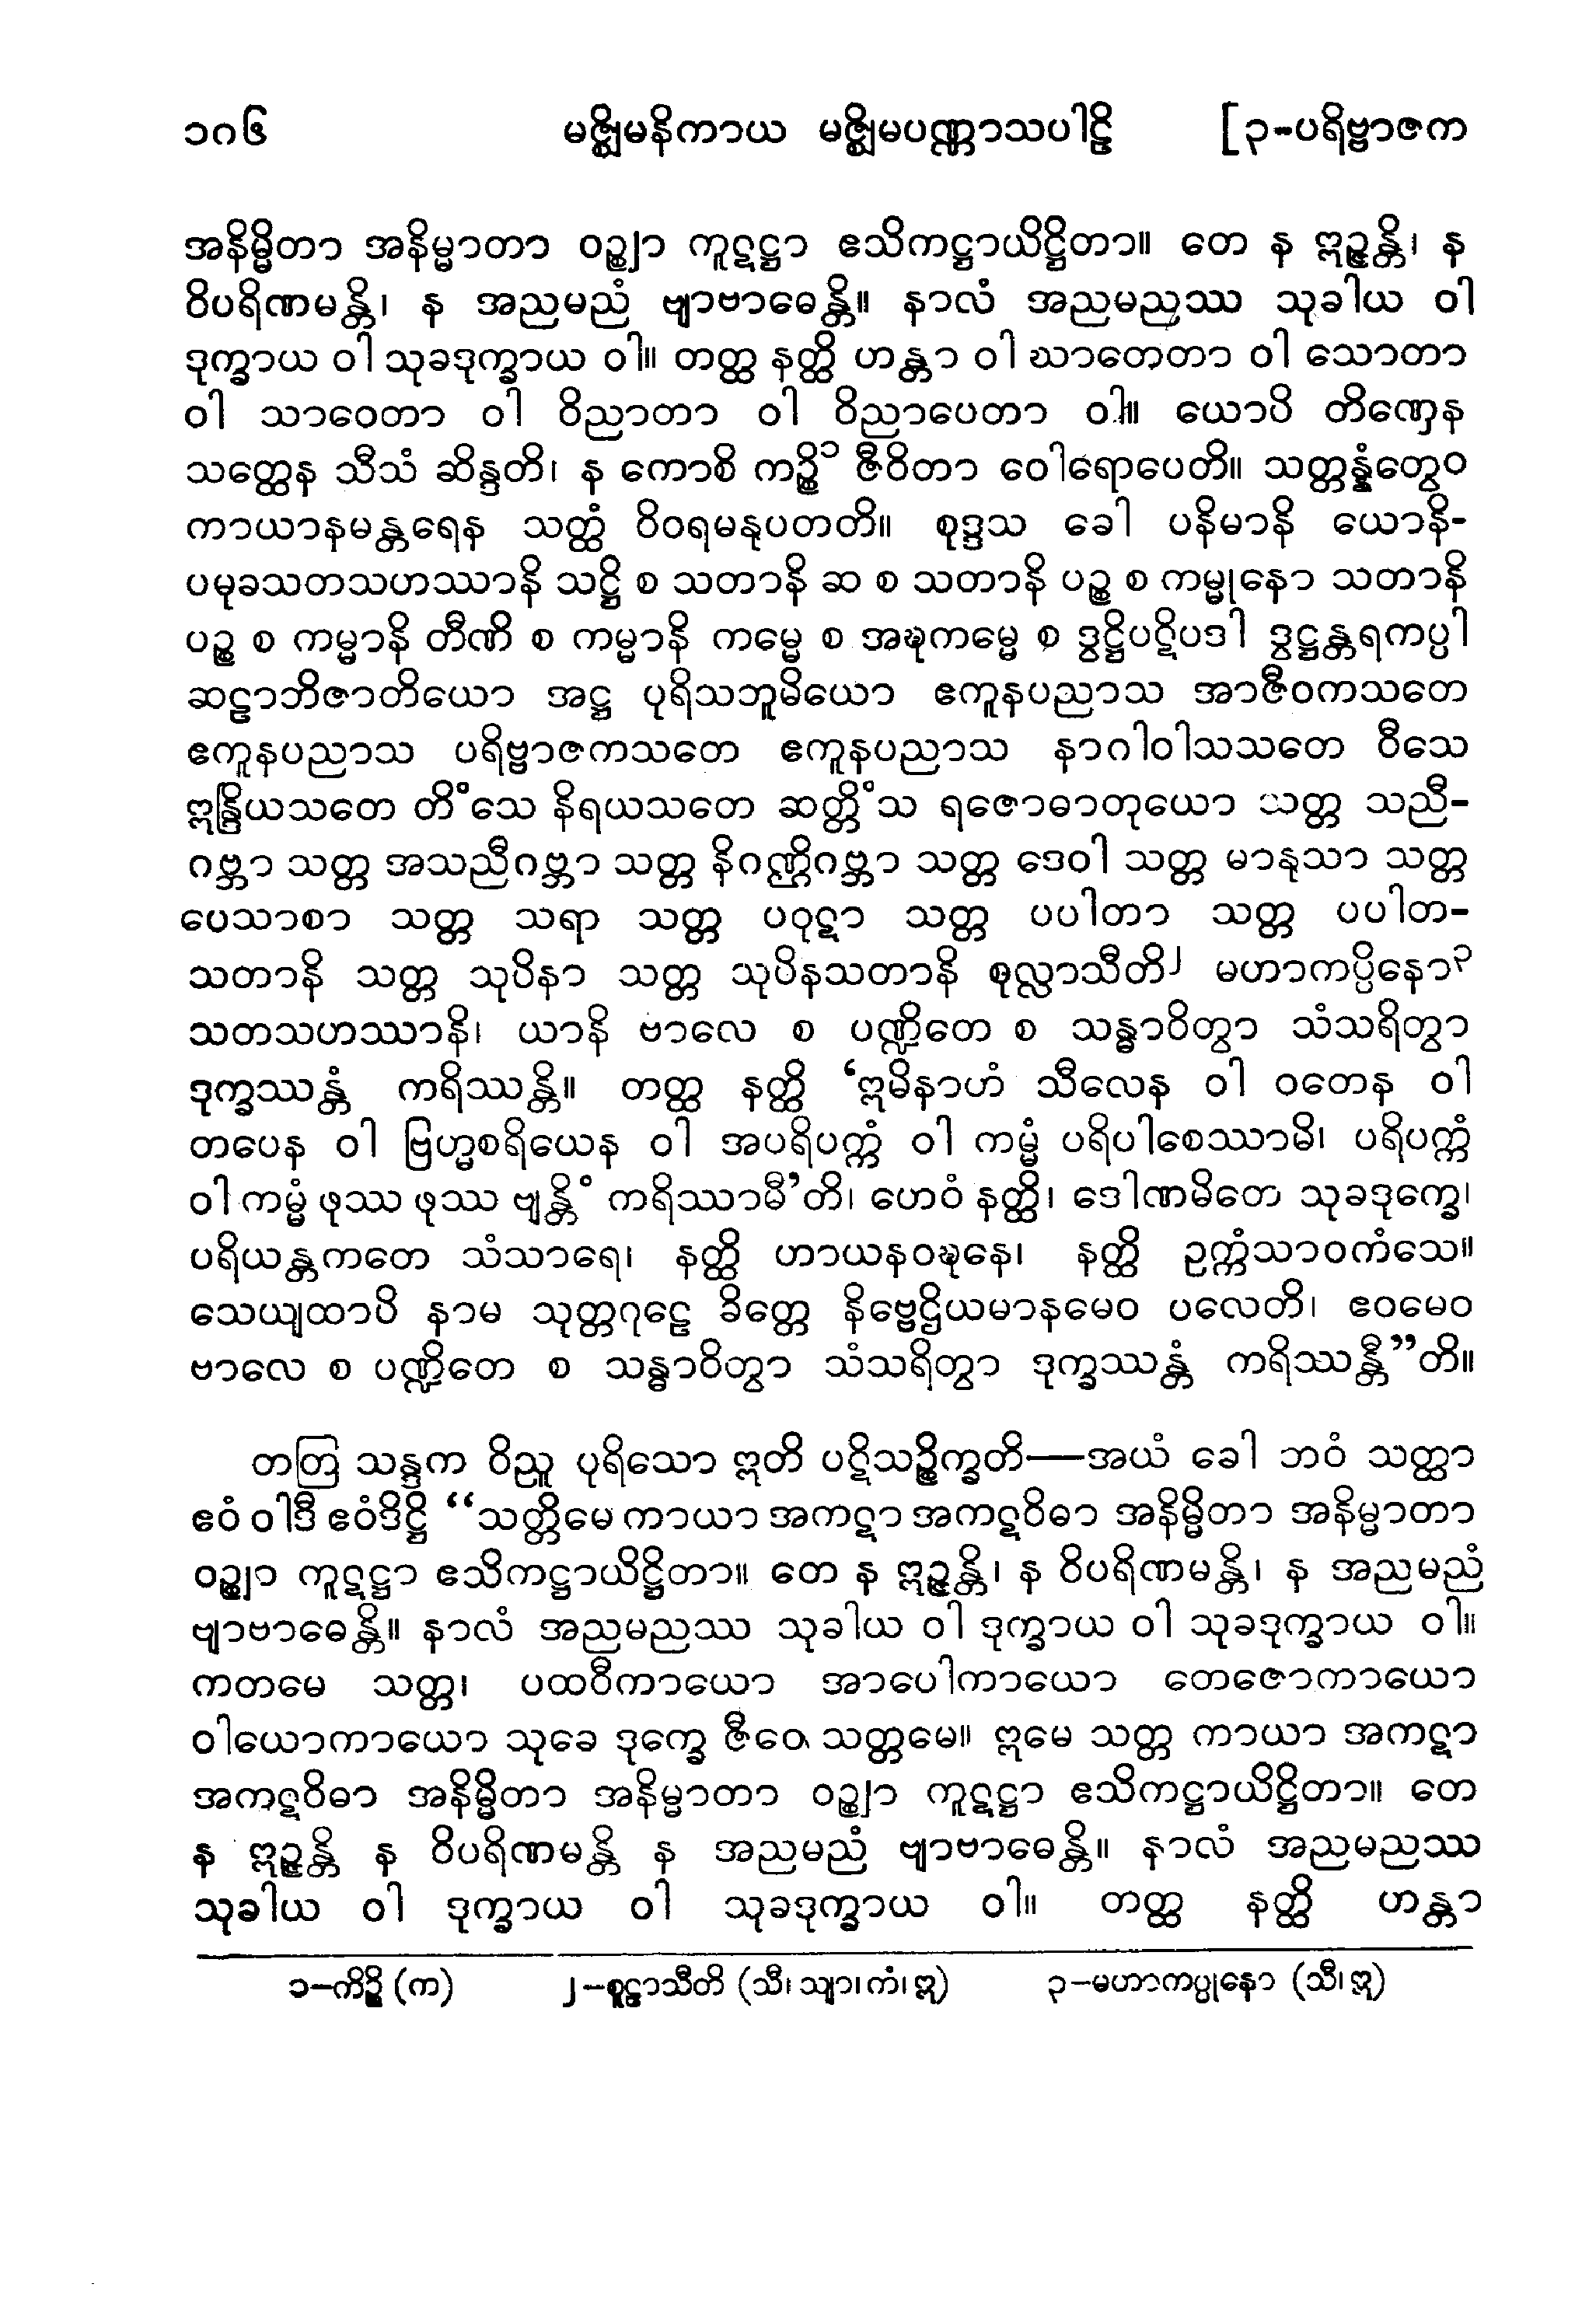 ၁၈၆ မဇ္ဈိမနိကာယ မဇ္ဈိမပဏ္ဏာသပါဠိ [၃-ပရိဗ္ဗာဇက
အနိမ္မိတာ အနိမ္မာတာ ဝဉ္ဈာ ကူဋဋ္ဌာ ဧသိကဋ္ဌာယိဋ္ဌိတာ။ တေ န ဣဉ္ဇန္တိ၊ န
ဝိပရိဏမန္တိ၊ န အညမညံ ဗျာဗာဓေန္တိ။ နာလံ အညမညဿ သုခါယ ဝါ
ဒုက္ခာယ ဝါ သုခဒုက္ခာယ ဝါ။ တတ္ထ နတ္ထိ ဟန္တာ ဝါ ဃာတေတာ ဝါ သောတာ
ဝါ သာဝေတာ ဝါ ဝိညာတာ ဝါ ဝိညာပေတာ ဝါ။ ယောပိ တိဏှေန
သတ္ထေန သီသံ ဆိန္ဒတိ၊ န ကောစိ ကဉ္စိ၁ ဇီဝိတာ ဝေါရောပေတိ။ သတ္တန္နံတွေဝ
ကာယာနမန္တရေန သတ္ထံ ဝိဝရမနုပတတိ။ စုဒ္ဒသ ခေါ ပနိမာနိ ယောနိ-
ပမုခသတသဟဿာနိ သဋ္ဌိ စ သတာနိ ဆ စ သတာနိ ပဉ္စ စ ကမ္မုနော သတာနိ
ပဉ္စ စ ကမ္မာနိ တီဏိ စ ကမ္မာနိ ကမ္မေ စ အဍ္ဎကမ္မေ စ ဒွဋ္ဌိပဋိပဒါ ဒွဋ္ဌန္တရကပ္ပါ
ဆဠာဘိဇာတိယော အဋ္ဌ ပုရိသဘူမိယော ဧကူနပညာသ အာဇီဝကသတေ
ဧကူနပညာသ ပရိဗ္ဗာဇကသတေ ဧကူနပညာသ နာဂါဝါသသတေ ဝီသေ
ဣန္ဒြိယသတေ တိံသေ နိရယသတေ ဆတ္တိံသ ရဇောဓာတုယော သတ္တ သညီ-
ဂဗ္ဘာ သတ္တ အသညီဂဗ္ဘာ သတ္တ နိဂဏ္ဌိဂဗ္ဘာ သတ္တ ဒေဝါ သတ္တ မာနုသာ သတ္တ
ပေသာစာ သတ္တ သရာ သတ္တ ပဝုဋာ သတ္တ ပပါတာ သတ္တ ပပါတ-
သတာနိ သတ္တ သုပိနာ သတ္တ သုပိနသတာနိ စုလ္လာသီတိ၂ မဟာကပ္ပိနော၃
သတသဟဿာနိ၊ ယာနိ ဗာလေ စ ပဏ္ဍိတေ စ သန္ဓာဝိတွာ သံသရိတွာ
ဒုက္ခဿန္တံ ကရိဿန္တိ။ တတ္ထ နတ္ထိ ‘ဣမိနာဟံ သီလေန ဝါ ဝတေန ဝါ
တပေန ဝါ ဗြဟ္မစရိယေန ဝါ အပရိပက္ကံ ဝါ ကမ္မံ ပရိပါစေဿာမိ၊ ပရိပက္ကံ
ဝါ ကမ္မံ ဖုဿ ဖုဿ ဗျန္တိံ ကရိဿာမီ’တိ၊ ဟေဝံ နတ္ထိ၊ ဒေါဏမိတေ သုခဒုက္ခေ၊
ပရိယန္တကတေ သံသာရေ၊ နတ္ထိ ဟာယနဝဍ္ဎနေ၊ နတ္ထိ ဥက္ကံသာဝကံသေ။
သေယျထာပိ နာမ သုတ္တဂုဠေ ခိတ္တေ နိဗ္ဗေဌိယမာနမေဝ ပလေတိ၊ ဧဝမေဝ
ဗာလေ စ ပဏ္ဍိတေ စ သန္ဓာဝိတွာ သံသရိတွာ ဒုက္ခဿန္တံ ကရိဿန္တီ”တိ။
တတြ သန္ဒက ဝိညူ ပုရိသော ဣတိ ပဋိသဉ္စိက္ခတိ—အယံ ခေါ ဘဝံ သတ္ထာ
ဧဝံ ဝါဒီ ဧဝံဒိဋ္ဌိ “သတ္တိမေ ကာယာ အကဋာ အကဋဝိဓာ အနိမ္မိတာ အနိမ္မာတာ
ဝဉ္ဈာ ကူဋဋ္ဌာ ဧသိကဋ္ဌာယိဋ္ဌိတာ။ တေ န ဣဉ္ဇန္တိ၊ န ဝိပရိဏမန္တိ၊ န အညမညံ
ဗျာဗာဓေန္တိ။ နာလံ အညမညဿ သုခါယ ဝါ ဒုက္ခာယ ဝါ သုခဒုက္ခာယ ဝါ။
ကတမေ သတ္တ၊ ပထဝီကာယော အာပေါကာယော တေဇောကာယော
ဝါယောကာယော သုခေ ဒုက္ခေ ဇီဝေ သတ္တမေ။ ဣမေ သတ္တ ကာယာ အကဋာ
အကဋဝိဓာ အနိမ္မိတာ အနိမ္မာတာ ဝဉ္ဈာ ကူဋဋ္ဌာ ဧသိကဋ္ဌာယိဋ္ဌိတာ။ တေ
န ဣဉ္ဇန္တိ န ဝိပရိဏမန္တိ န အညမညံ ဗျာဗာဓေန္တိ။ နာလံ အညမညဿ
သုခါယ ဝါ ဒုက္ခာယ ဝါ သုခဒုက္ခာယ ဝါ။ တတ္ထ နတ္ထိ ဟန္တာ
၁—ကိဉ္စိ (က) ၂—စူဠာသီတိ (သီ၊ သျာ၊ ကံ၊ ဣ) ၃—မဟာကပ္ပုနော (သီ၊ ဣ)